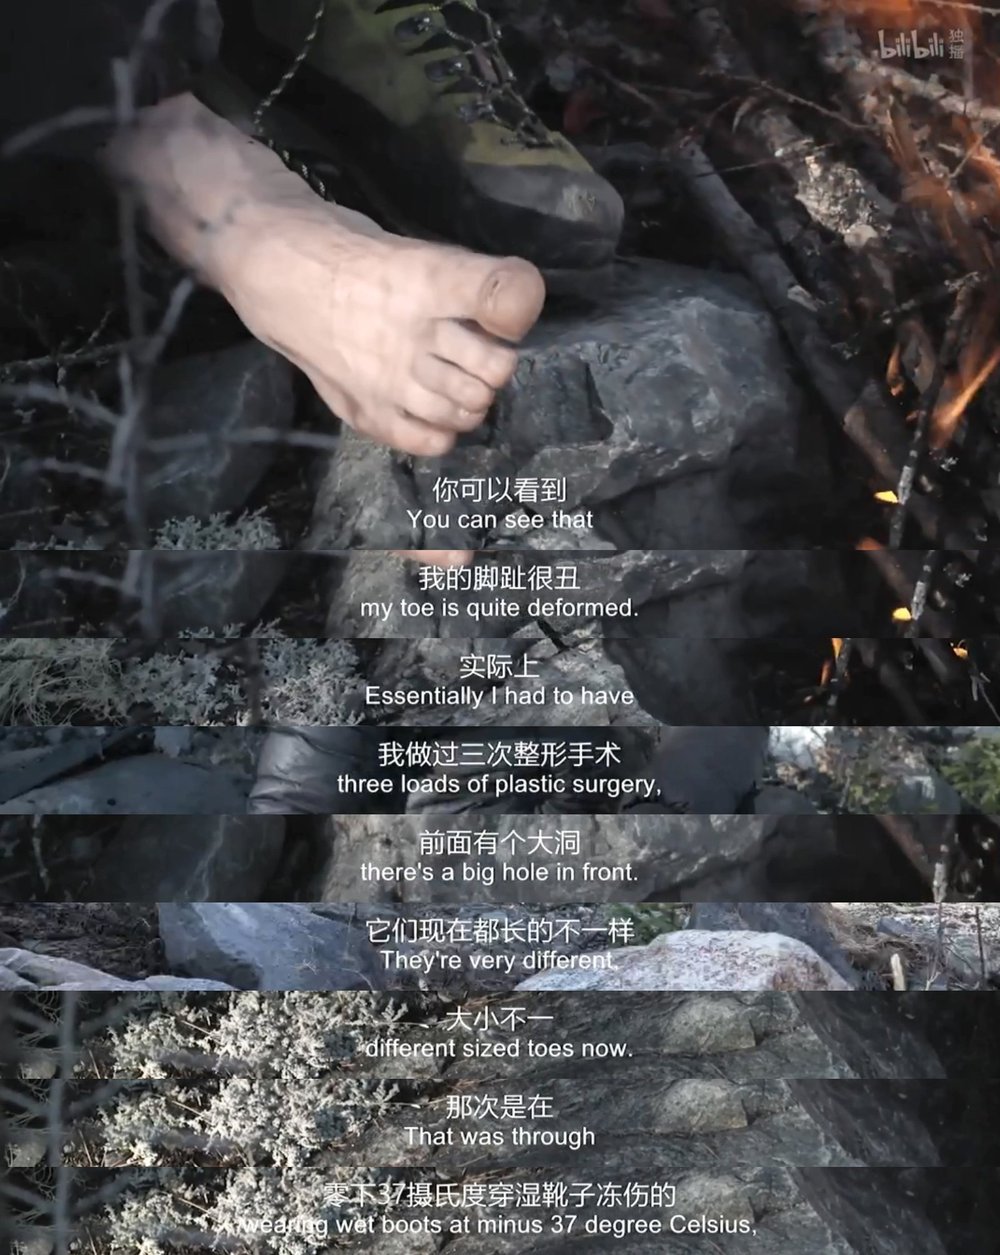 bilibili 独播
你可以看到
You can see that
我的脚趾很丑
my toe is quite deformed.
实际上
Essentially I had to have
我做过三次整形手术
three loads of plastic surgery,
前面有个大洞
there's a big hole in front.
它们现在都长的不一样
They're very different,
大小不一
different sized toes now.
那次是在
That was through
零下37摄氏度穿湿靴子冻伤的
wearing wet boots at minus 37 degree Celsius,